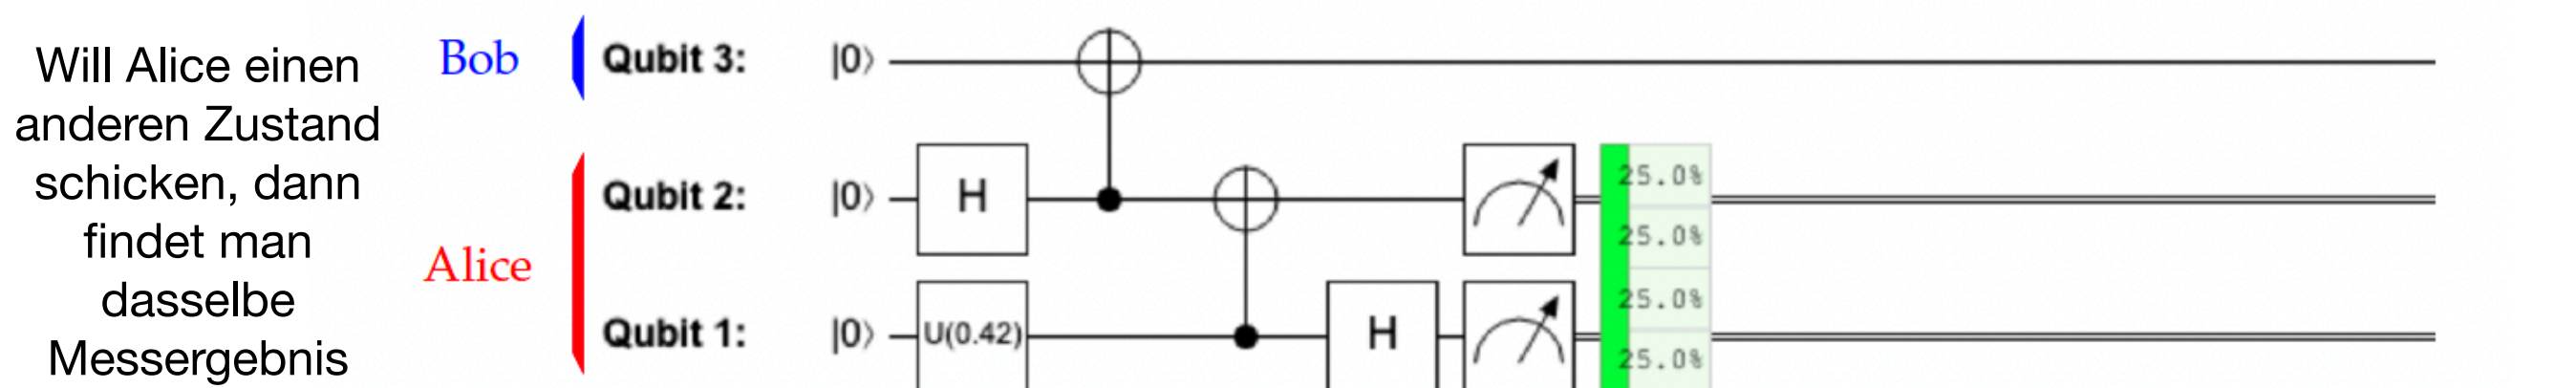 Will Alice einen
anderen Zustand
schicken, dann
findet man
dasselbe
Messergebnis
Bob
Qubit 3: |0⟩
Alice
Qubit 2: |0⟩ H
25.0%
25.0%
Qubit 1: |0⟩ U(0.42) H
25.0%
25.0%